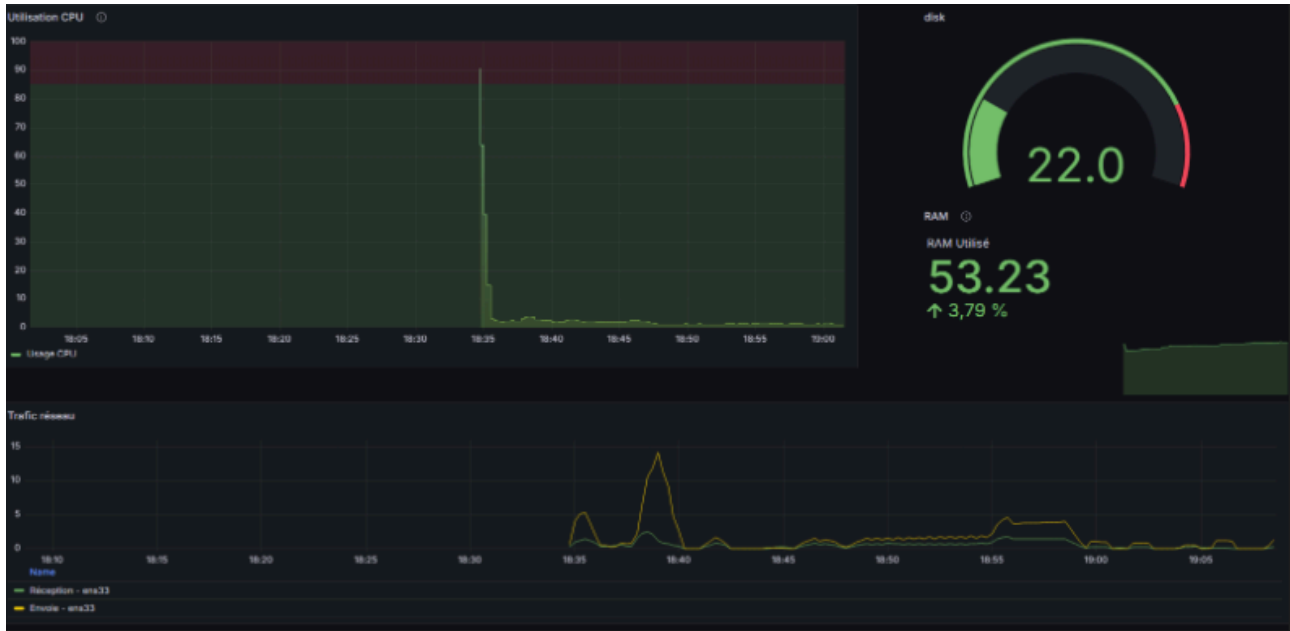 Utilisation CPU
100
90
80
70
60
50
40
30
20
10
0
18:05 18:10 18:15 18:20 18:25 18:30 18:35 18:40 18:45 18:50 18:55 19:00
Usage CPU
disk
22.0
RAM
RAM Utilisé
53.23
3,79 %
Trafic réseau
15
10
5
0
18:10 18:15 18:20 18:25 18:35 18:40 18:45 18:50 18:55 19:00 19:05
Name
Réception - ens33
Envoie - ens33